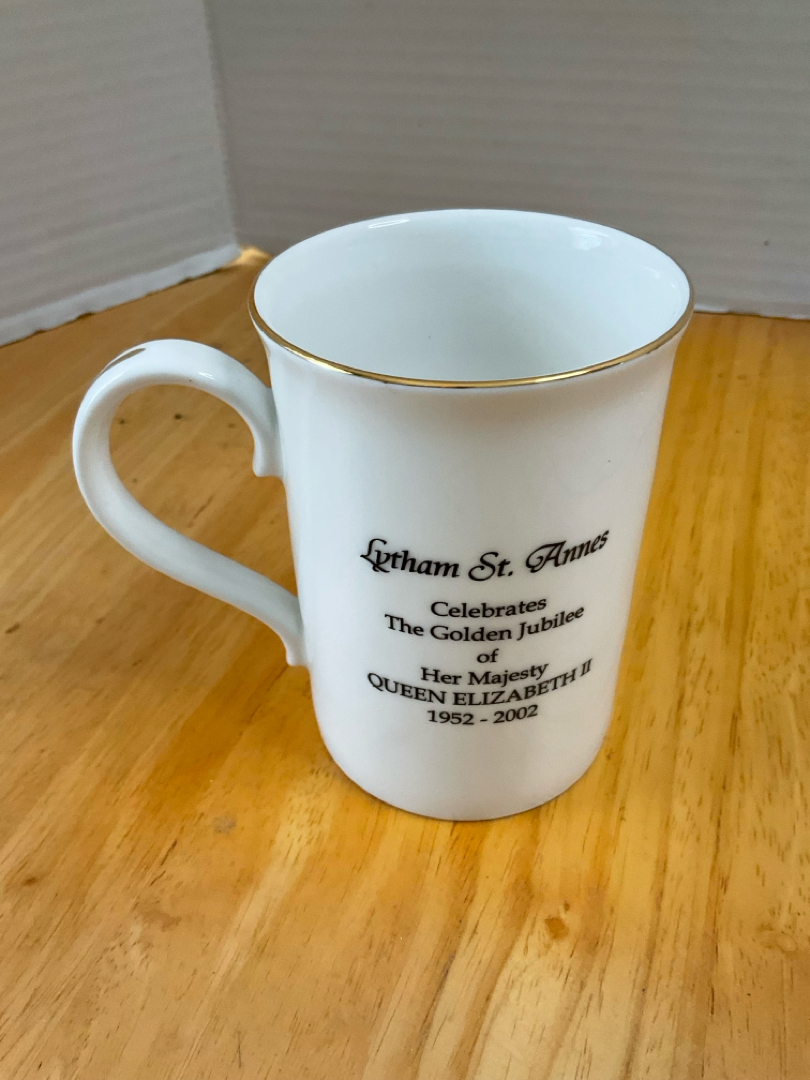 Lytham St. Annes
Celebrates
The Golden Jubilee
of
Her Majesty
QUEEN ELIZABETH II
1952 - 2002